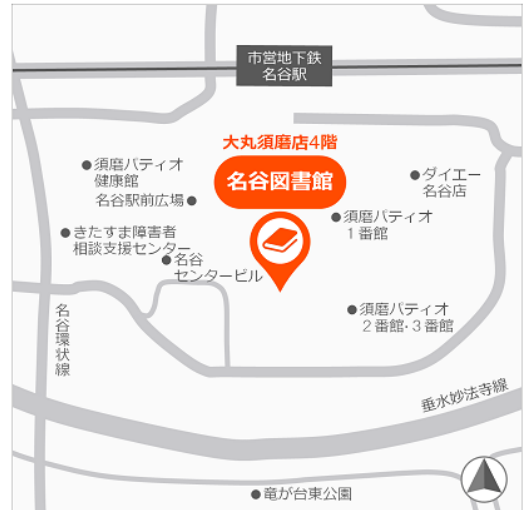 市営地下鉄
名谷駅
大丸須磨店4階
名谷図書館
須磨パティオ
健康館
名谷駅前広場
ダイエー
名谷店
須磨パティオ
1番館
きたすま障害者
相談支援センター
名谷
センタービル
須磨パティオ
2番館・3番館
名谷環状線
垂水妙法寺線
竜が台東公園